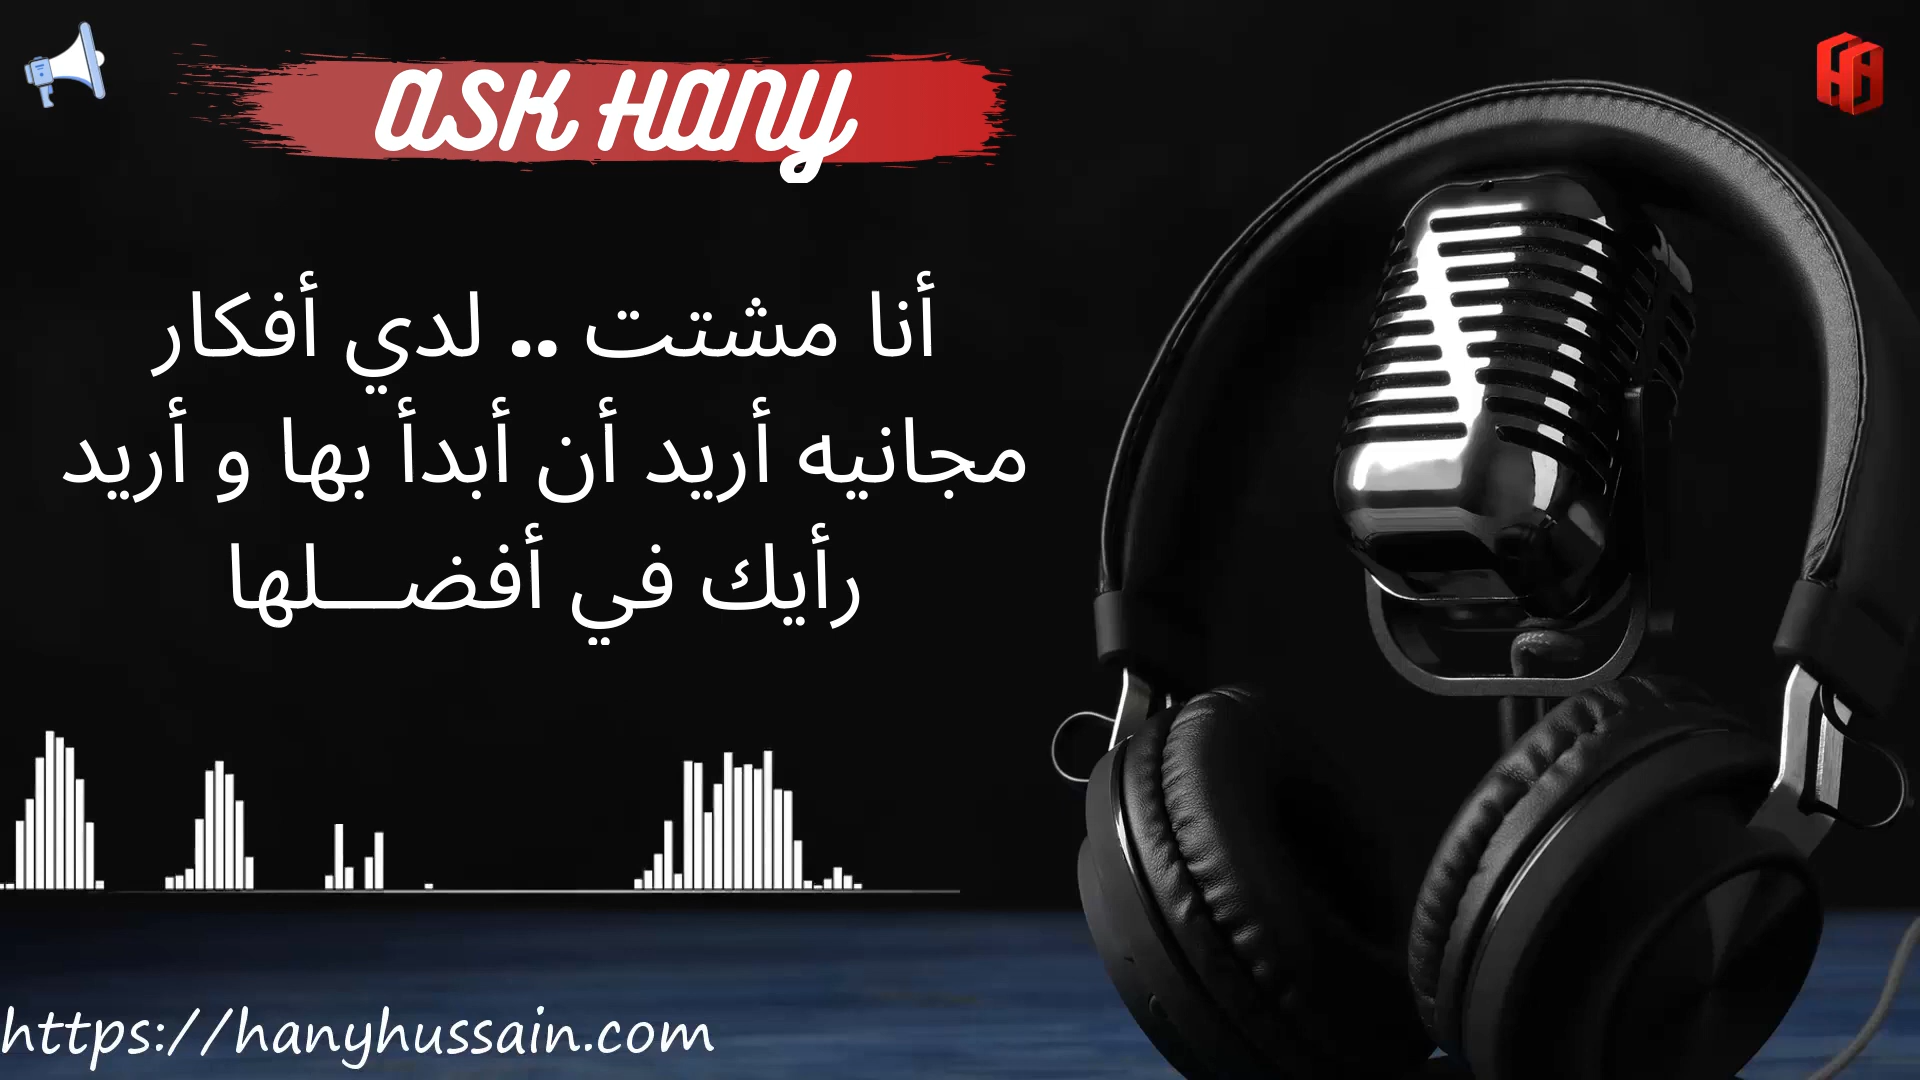 ASK HANY
أنا مشتت .. لدي أفكار
مجانيه أريد أن أبدأ بها و أريد
رأيك في أفضـــلها
https://hanyhussain.com